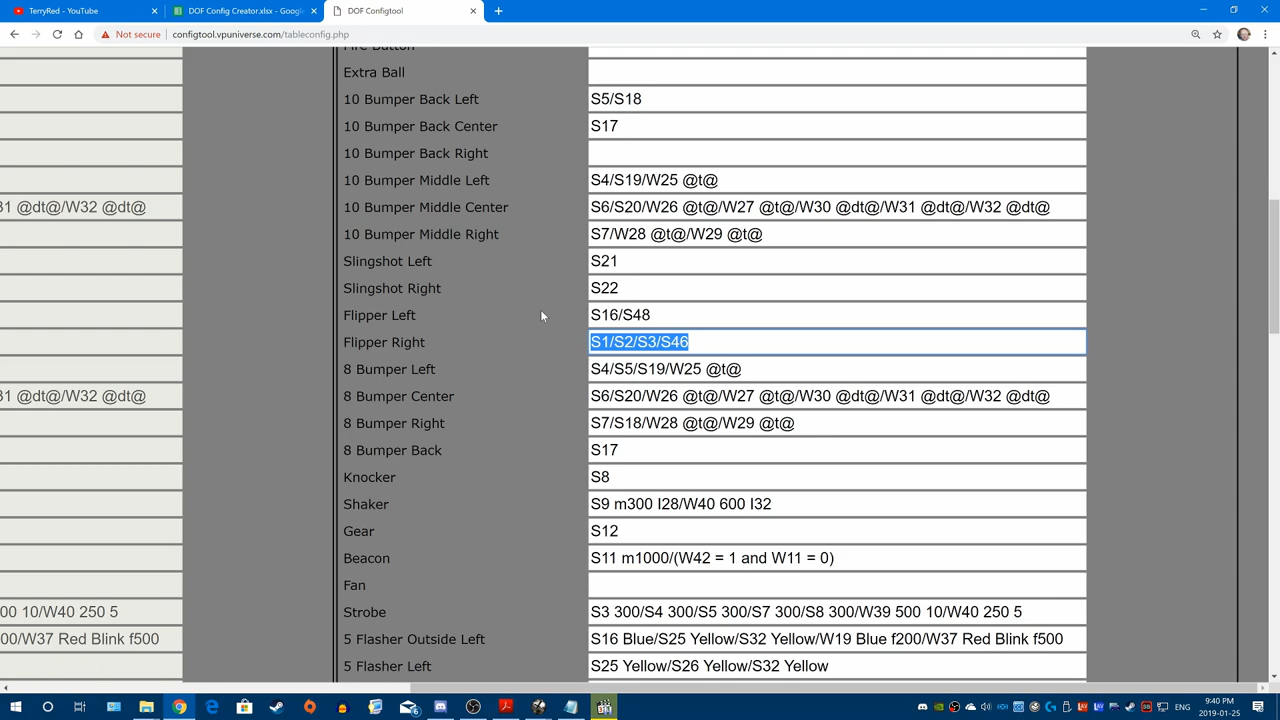 TerryRed - YouTube
DOF Config Creator.xlsx - Google
DOF Configtool
Not secure
configtool.vpuniverse.com/tableconfig.php
Fire Button
Extra Ball
10 Bumper Back Left S5/S18
10 Bumper Back Center S17
10 Bumper Back Right
10 Bumper Middle Left S4/S19/W25 @t@
31 @dt@/W32 @dt@ 10 Bumper Middle Center S6/S20/W26 @t@/W27 @t@/W30 @dt@/W31 @dt@/W32 @dt@
10 Bumper Middle Right S7/W28 @t@/W29 @t@
Slingshot Left S21
Slingshot Right S22
Flipper Left S16/S48
Flipper Right S1/S2/S3/S46
8 Bumper Left S4/S5/S19/W25 @t@
31 @dt@/W32 @dt@ 8 Bumper Center S6/S20/W26 @t@/W27 @t@/W30 @dt@/W31 @dt@/W32 @dt@
8 Bumper Right S7/S18/W28 @t@/W29 @t@
8 Bumper Back S17
Knocker S8
Shaker S9 m300 I28/W40 600 I32
Gear S12
Beacon S11 m1000/(W42 = 1 and W11 = 0)
Fan
00 10/W40 250 5 Strobe S3 300/S4 300/S5 300/S7 300/S8 300/W39 500 10/W40 250 5
00/W37 Red Blink f500 5 Flasher Outside Left S16 Blue/S25 Yellow/S32 Yellow/W19 Blue f200/W37 Red Blink f500
5 Flasher Left S25 Yellow/S26 Yellow/S32 Yellow
ENG
9:40 PM
2019-01-25